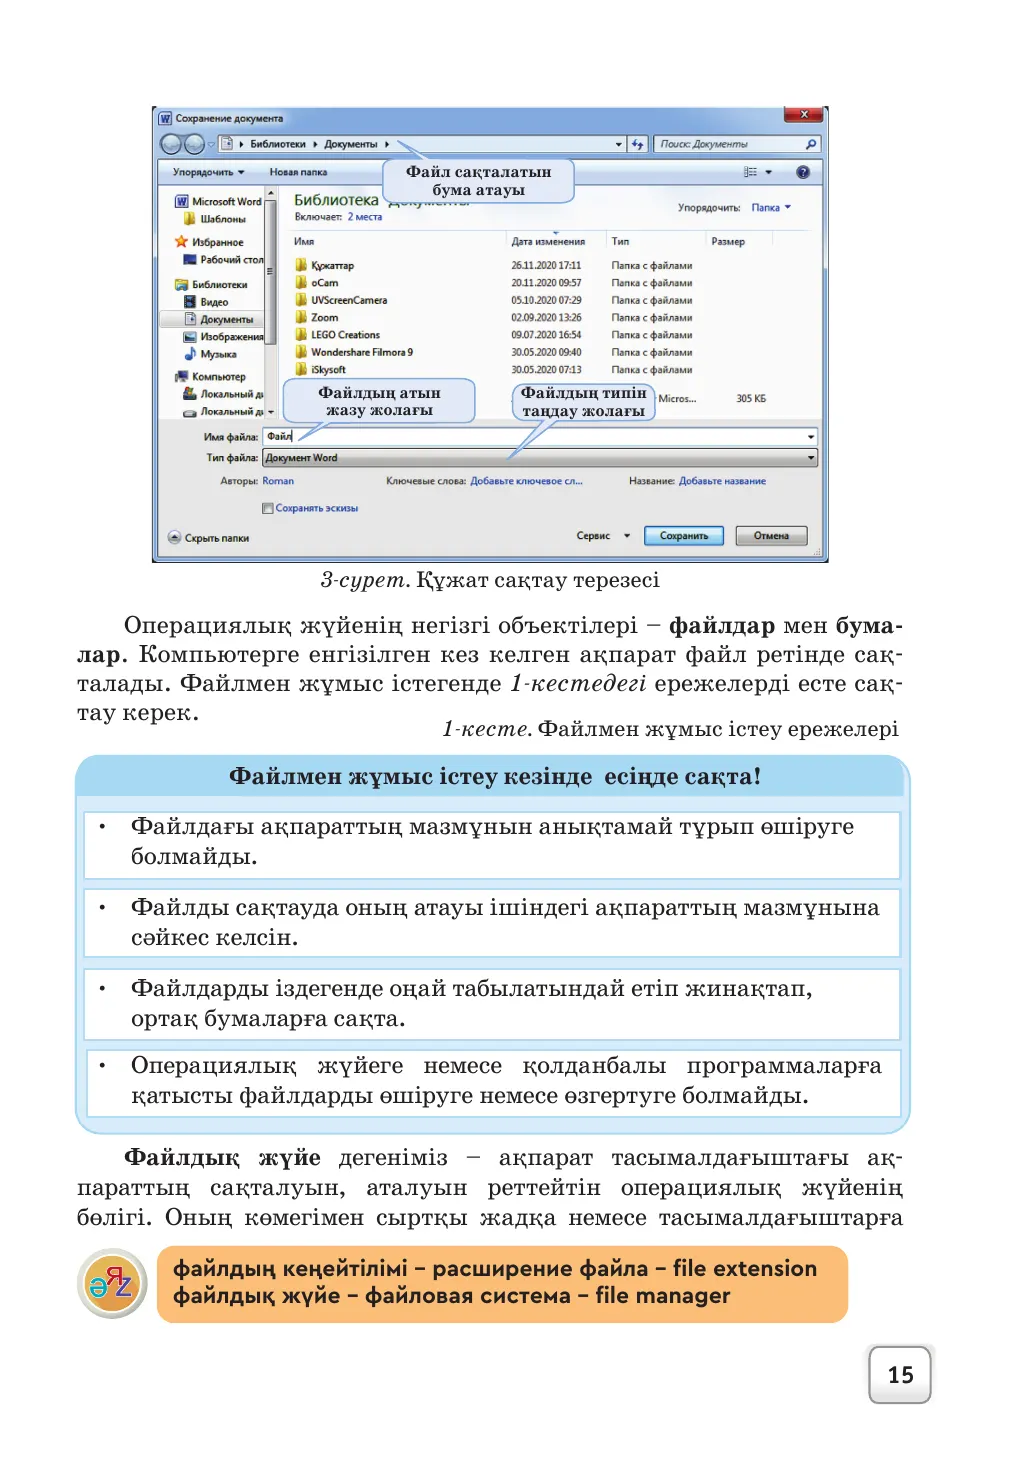 Сохранение документа
Библиотеки
Документы
Поиск: Документы
Файл сақталатын
бума атауы
Упорядочить
Новая папка
Microsoft Word
Шаблоны
Избранное
Рабочий стол
Библиотеки
Видео
Документы
Изображения
Музыка
Компьютер
Локальный ди
Локальный ди
Библиотека
Включает: 2 места
Упорядочить: Папка
Имя Дата изменения Тип Размер
Құжаттар 26.11.2020 17:11 Папка с файлами
oCam 20.11.2020 09:57 Папка с файлами
UVScreenCamera 05.10.2020 07:29 Папка с файлами
Zoom 02.09.2020 13:26 Папка с файлами
LEGO Creations 09.07.2020 16:54 Папка с файлами
Wondershare Filmora 9 30.05.2020 09:40 Папка с файлами
iSkysoft 30.05.2020 07:13 Папка с файлами
Micros... 305 КБ
Файлдың атын
жазу жолағы
Файлдың типін
таңдау жолағы
Имя файла: Файл
Тип файла: Документ Word
Авторы: Roman Ключевые слова: Добавьте ключевое сл... Название: Добавьте название
Сохранять эскизы
Скрыть папки Сервис Сохранить Отмена
3-сурет. Құжат сақтау терезесі
Операциялық жүйенің негізгі объектілері – файлдар мен бума-
лар. Компьютерге енгізілген кез келген ақпарат файл ретінде сақ-
талады. Файлмен жұмыс істегенде 1-кестедегі ережелерді есте сақ-
тау керек.
1-кесте. Файлмен жұмыс істеу ережелері
Файлмен жұмыс істеу кезінде есіңде сақта!
• Файлдағы ақпараттың мазмұнын анықтамай тұрып өшіруге
болмайды.
• Файлды сақтауда оның атауы ішіндегі ақпараттың мазмұнына
сәйкес келсін.
• Файлдарды іздегенде оңай табылатындай етіп жинақтап,
ортақ бумаларға сақта.
• Операциялық жүйеге немесе қолданбалы программаларға
қатысты файлдарды өшіруге немесе өзгертуге болмайды.
Файлдық жүйе дегеніміз – ақпарат тасымалдағыштағы ақ-
параттың сақталуын, аталуын реттейтін операциялық жүйенің
бөлігі. Оның көмегімен сыртқы жадқа немесе тасымалдағыштарға
әЯZ
файлдың кеңейтілімі – расширение файла – file extension
файлдық жүйе – файловая система – file manager
15